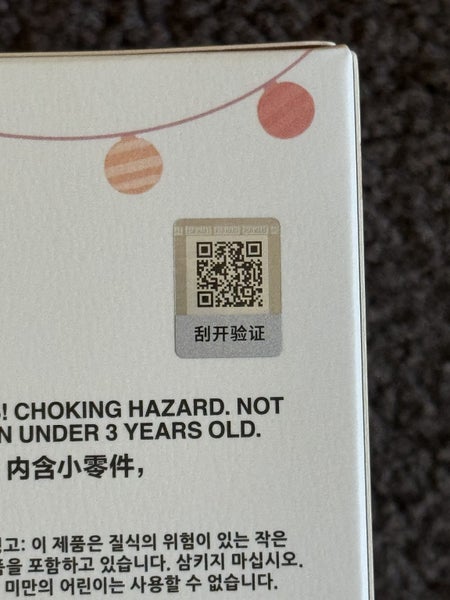 刮开验证
! CHOKING HAZARD. NOT
N UNDER 3 YEARS OLD.
内含小零件，
고: 이 제품은 질식의 위험이 있는 작은
품을 포함하고 있습니다. 삼키지 마십시오.
미만의 어린이는 사용할 수 없습니다.